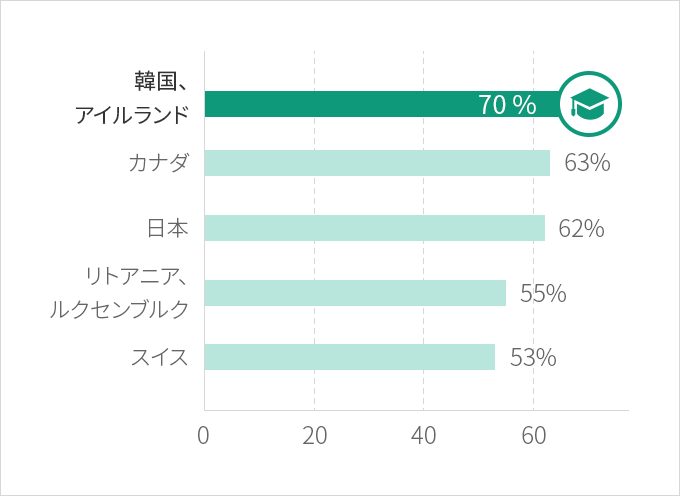 韓国、
アイルランド
70 %
カナダ
63%
日本
62%
リトアニア、
ルクセンブルク
55%
スイス
53%
0
20
40
60